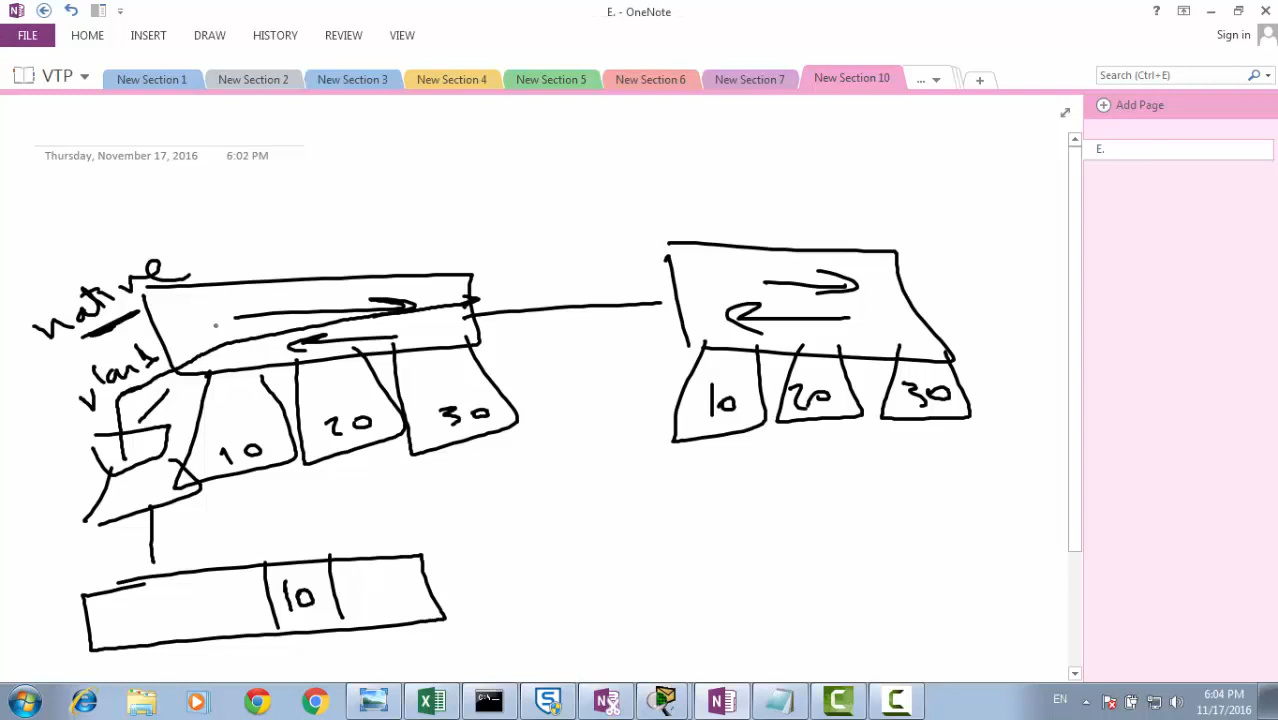 E. - OneNote
?
FILE
HOME
INSERT
DRAW
HISTORY
REVIEW
VIEW
Sign in
VTP
New Section 1
New Section 2
New Section 3
New Section 4
New Section 5
New Section 6
New Section 7
New Section 10
...
Search (Ctrl+E)
Add Page
E.
Thursday, November 17, 2016 6:02 PM
native
vlan1
10
20
30
10
20
30
10
EN
6:04 PM
11/17/2016